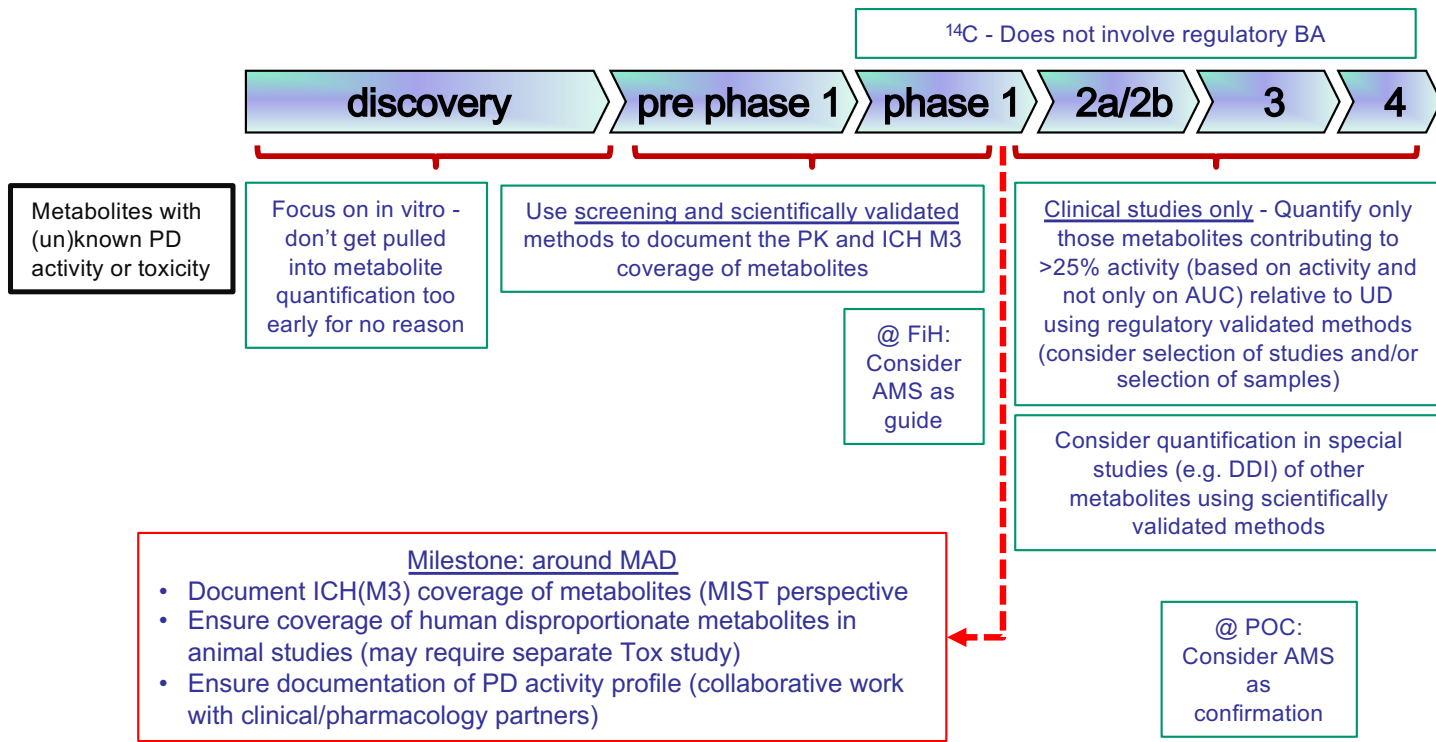 ¹⁴C - Does not involve regulatory BA
discovery
pre phase 1
phase 1
2a/2b
3
4
Metabolites with
(un)known PD
activity or toxicity
Focus on in vitro -
don't get pulled
into metabolite
quantification too
early for no reason
Use screening and scientifically validated
methods to document the PK and ICH M3
coverage of metabolites
@ FiH:
Consider
AMS as
guide
Clinical studies only - Quantify only
those metabolites contributing to
>25% activity (based on activity and
not only on AUC) relative to UD
using regulatory validated methods
(consider selection of studies and/or
selection of samples)
Consider quantification in special
studies (e.g. DDI) of other
metabolites using scientifically
validated methods
Milestone: around MAD
• Document ICH(M3) coverage of metabolites (MIST perspective
• Ensure coverage of human disproportionate metabolites in
animal studies (may require separate Tox study)
• Ensure documentation of PD activity profile (collaborative work
with clinical/pharmacology partners)
@ POC:
Consider AMS
as
confirmation